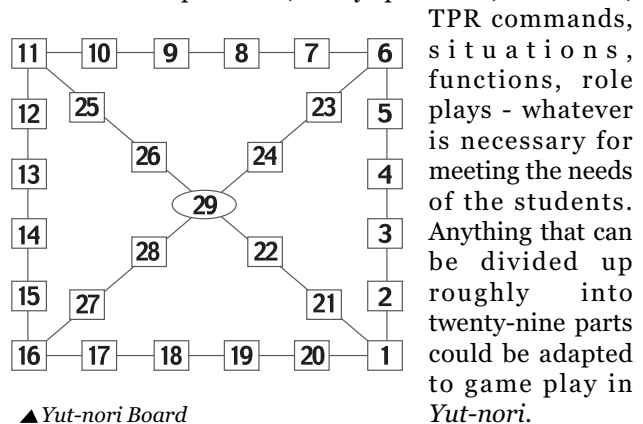 TPR commands,
situations,
functions, role
plays - whatever
is necessary for
meeting the needs
of the students.
Anything that can
be divided up
roughly into
twenty-nine parts
could be adapted
to game play in
Yut-nori.
11 10 9 8 7 6
25 23
12 5
26 24
13 4
29
14 3
28 22
15 2
27 21
16 17 18 19 20 1
▲ Yut-nori Board